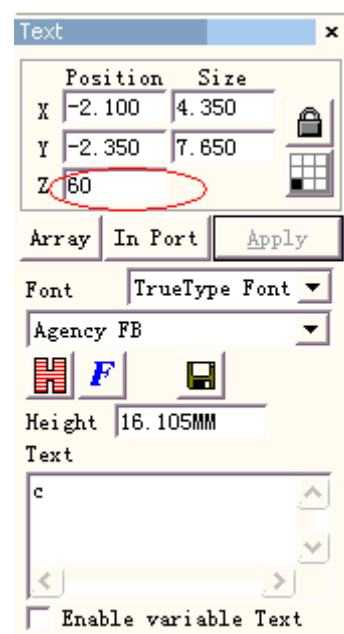 Text
Position Size
X -2.100 4.350
Y -2.350 7.650
Z 60
Array In Port Apply
Font TrueType Font
Agency FB
F
Height 16.105MM
Text
c
Enable variable Text